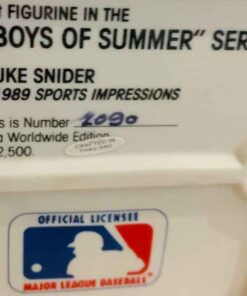 FIGURINE IN THE
BOYS OF SUMMER" SER
UKE SNIDER
1989 SPORTS IMPRESSIONS
s is Number 2090
a Worldwide Edition
2,500.
CRAFTED IN
THAILAND
OFFICIAL LICENSEE
MAJOR LEAGUE BASEBALL